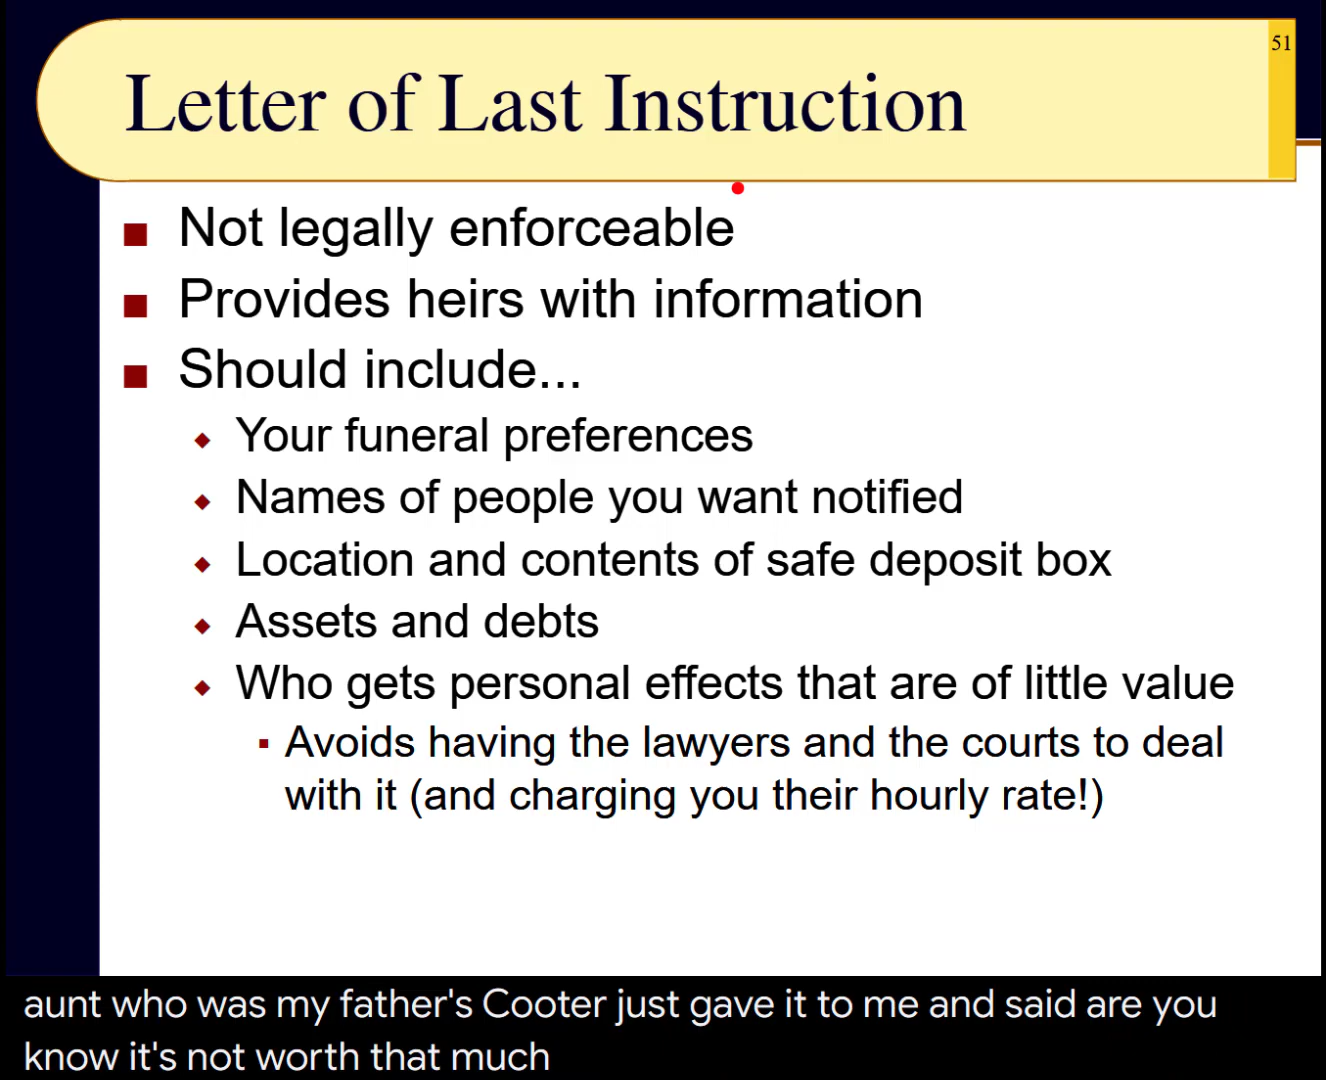 51
Letter of Last Instruction
Not legally enforceable
Provides heirs with information
Should include...
Your funeral preferences
Names of people you want notified
Location and contents of safe deposit box
Assets and debts
Who gets personal effects that are of little value
Avoids having the lawyers and the courts to deal
with it (and charging you their hourly rate!)
aunt who was my father's Cooter just gave it to me and said are you
know it's not worth that much